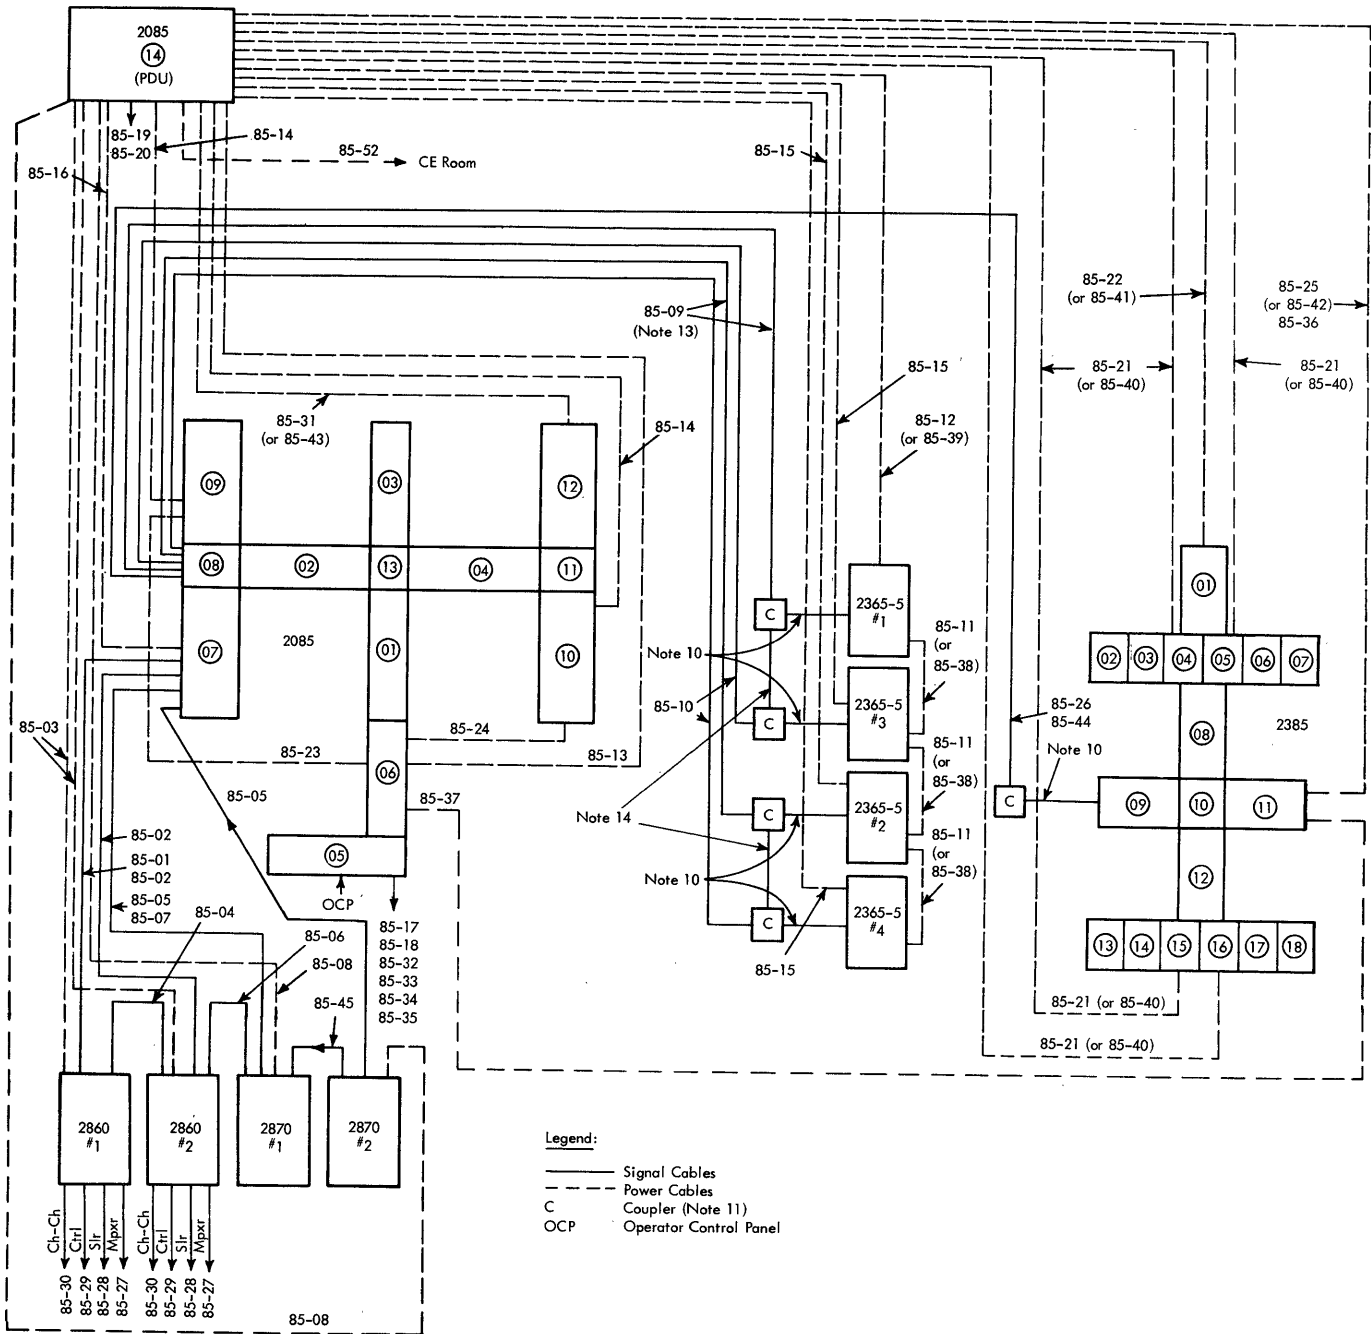 2085
14
(PDU)
85-19
85-20
85-14
85-52
CE Room
85-16
85-15
85-22
(or 85-41)
85-25
(or 85-42)
85-36
85-09
(Note 13)
85-21
(or 85-40)
85-21
(or 85-40)
85-15
85-12
(or 85-39)
85-31
(or 85-43)
85-14
09
03
12
08
02
13
04
11
07
2085
01
10
06
05
OCP
85-03
85-23
85-24
85-13
85-05
85-37
85-02
85-01
85-02
85-05
85-07
85-04
85-06
85-08
85-45
85-17
85-18
85-32
85-33
85-34
85-35
C
2365-5
#1
85-11
(or
85-38)
Note 10
85-10
C
2365-5
#3
85-11
(or
85-38)
Note 14
C
2365-5
#2
85-11
(or
85-38)
Note 10
C
2365-5
#4
85-15
01
02
03
04
05
06
07
85-26
85-44
08
2385
Note 10
C
09
10
11
12
13
14
15
16
17
18
85-21 (or 85-40)
85-21 (or 85-40)
2860
#1
2860
#2
2870
#1
2870
#2
Ch-Ch
Ctrl
Slr
Mpxr
Ch-Ch
Ctrl
Slr
Mpxr
85-30
85-29
85-28
85-27
85-30
85-29
85-28
85-27
85-08
Legend:
Signal Cables
Power Cables
C Coupler (Note 11)
OCP Operator Control Panel